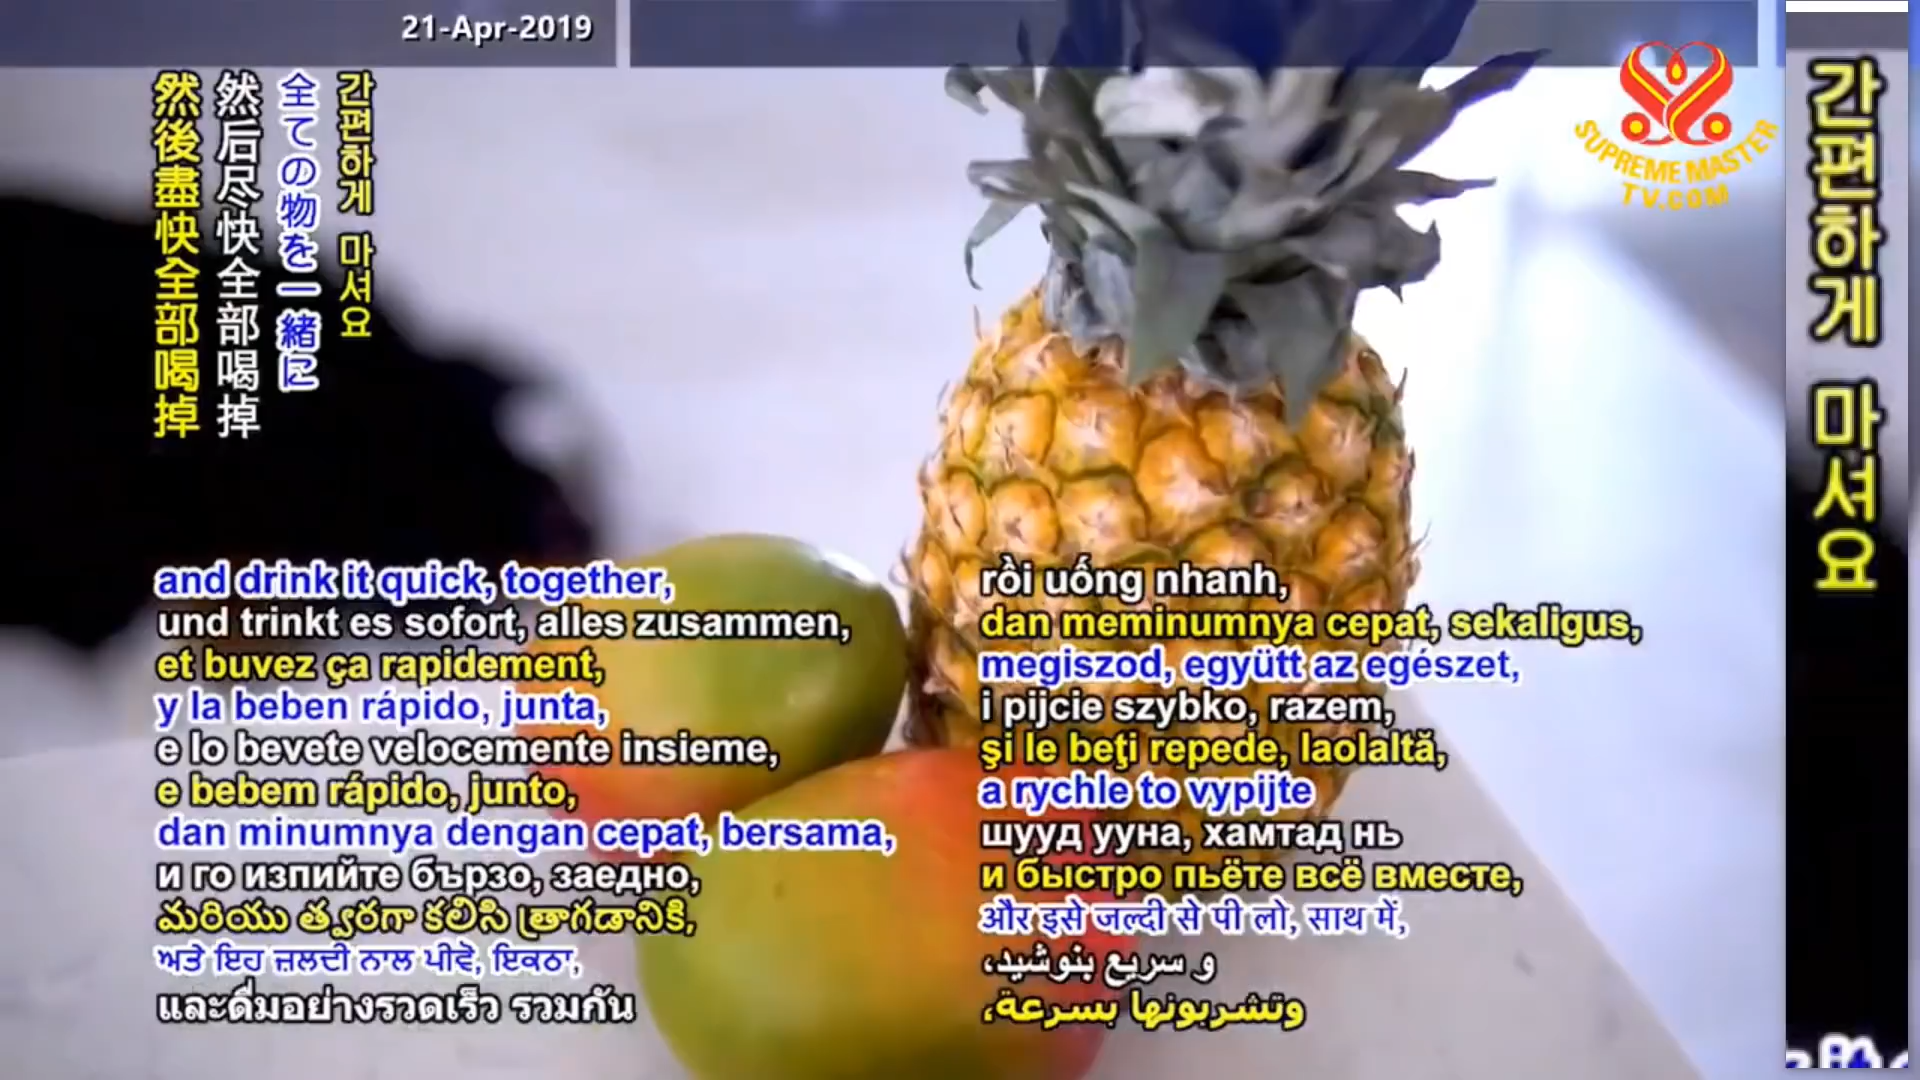 21-Apr-2019
SUPREME MASTER
TV.COM
간편하게 마셔요
全ての物を一緒に
然后尽快全部喝掉
然後盡快全部喝掉
and drink it quick, together,
und trinkt es sofort, alles zusammen,
et buvez ça rapidement,
y la beben rápido, junta,
e lo bevete velocemente insieme,
e bebem rápido, junto,
dan minumnya dengan cepat, bersama,
и го изпийте бързо, заедно,
మరియు త్వరగా కలిసి త్రాగడానికి,
ਅਤੇ ਇਹ ਜ਼ਲਦੀ ਨਾਲ ਪੀਵੋ, ਇਕਠਾ,
และดื่มอย่างรวดเร็ว รวมกัน
rồi uống nhanh,
dan meminumnya cepat, sekaligus,
megiszod, együtt az egészet,
i pijcie szybko, razem,
şi le beţi repede, laolaltă,
a rychle to vypijte
шууд ууна, хамтад нь
и быстро пьёте всё вместе,
और इसे जल्दी से पी लो, साथ में,
و سریع بنوشید،
وتشربونها بسرعة،
간편하게 마셔요